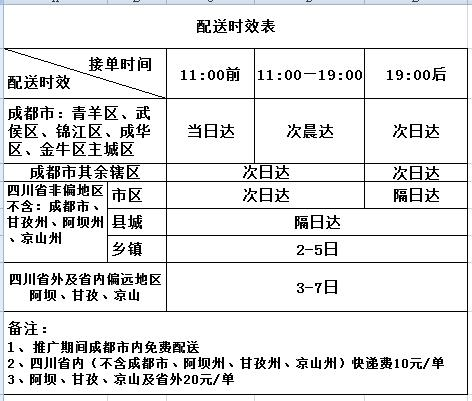 配送时效表
接单时间
配送时效
11:00前
11:00一19:00
19:00后
成都市：青羊区、武
侯区、锦江区、成华
区、金牛区主城区
当日达
次晨达
次日达
成都市其余辖区
次日达
次日达
四川省非偏地区
不含：成都市、
甘孜州、阿坝州
、京山州
市区
次日达
隔日达
县城
隔日达
乡镇
2-5日
四川省外及省内偏远地区
阿坝、甘孜、京山
3-7日
备注：
1、推广期间成都市内免费配送
2、四川省内（不含成都市、阿坝州、甘孜州、京山州）快递费10元/单
3、阿坝、甘孜、京山及省外20元/单